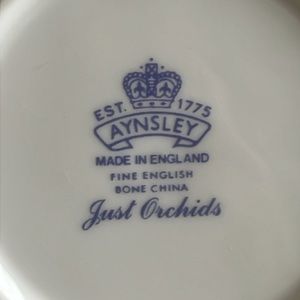 EST. 1775
AYNSLEY
MADE IN ENGLAND
FINE ENGLISH
BONE CHINA
Just Orchids